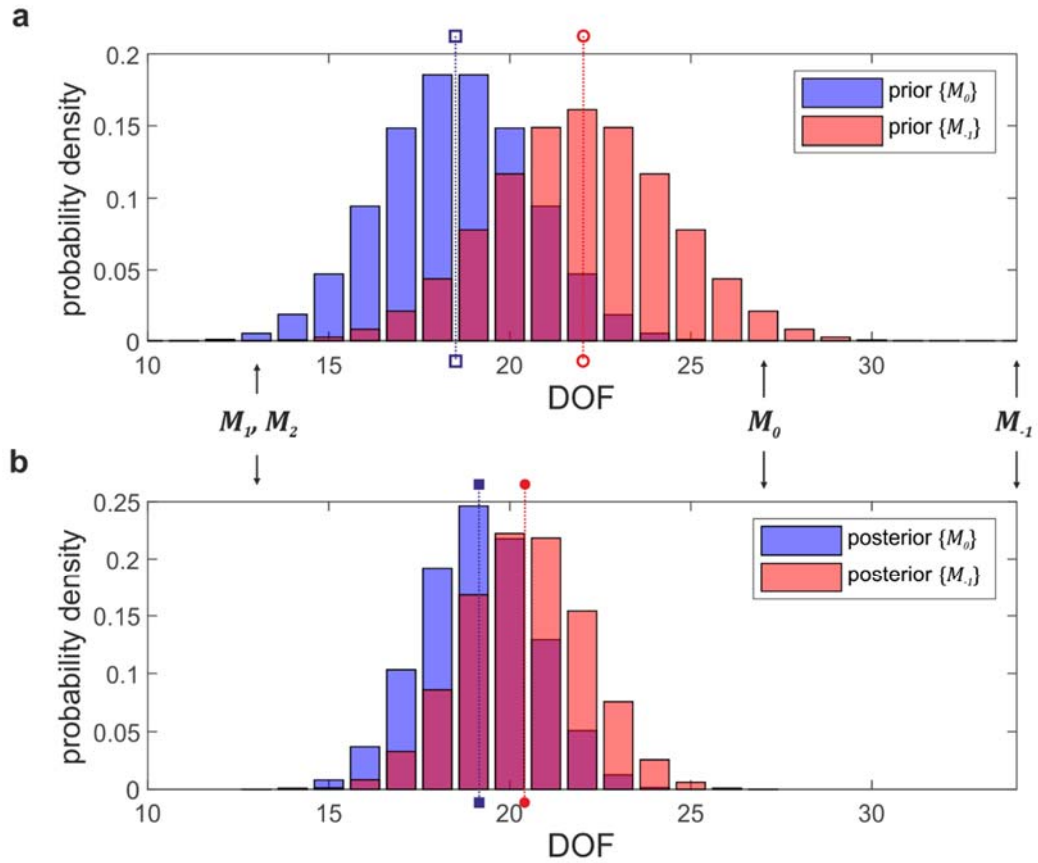 a
0.2
0.15
0.1
0.05
0
probability density
prior {M₀}
prior {M₋₁}
10 15 20 25 30
DOF
M₁, M₂ M₀ M₋₁
b
0.25
0.2
0.15
0.1
0.05
0
probability density
posterior {M₀}
posterior {M₋₁}
10 15 20 25 30
DOF